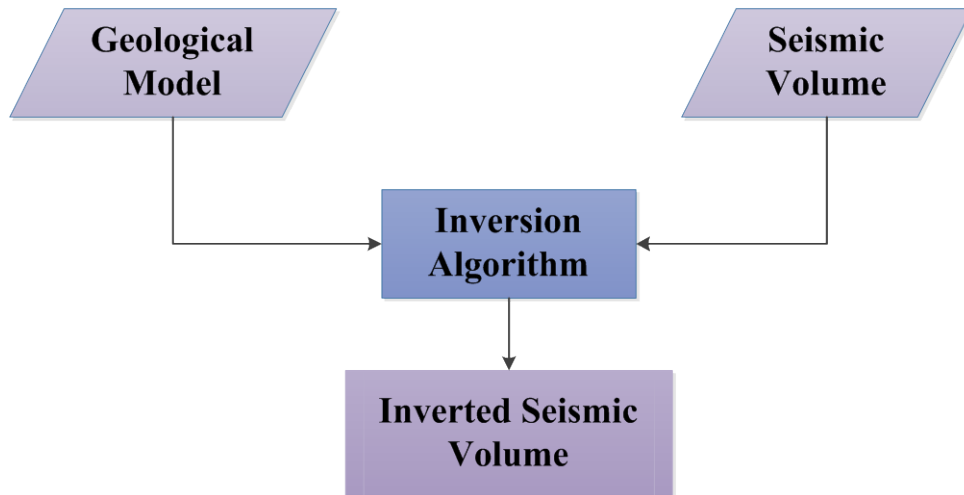 Geological
Model
Seismic
Volume
Inversion
Algorithm
Inverted Seismic
Volume